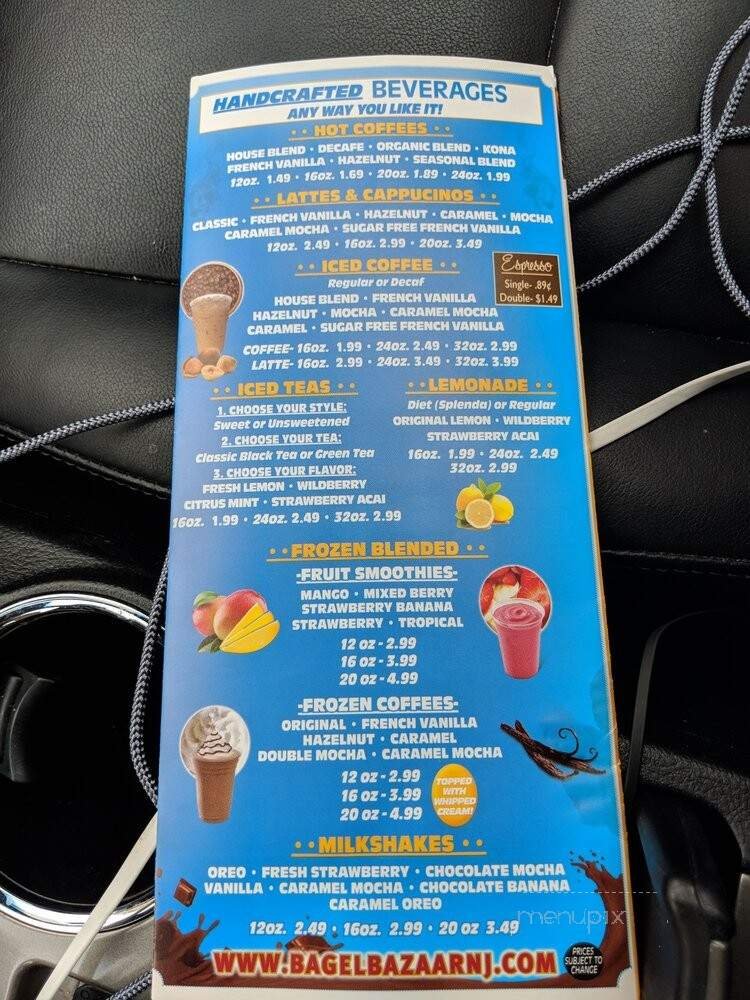 HANDCRAFTED BEVERAGES
ANY WAY YOU LIKE IT!
•• HOT COFFEES ••
HOUSE BLEND • DECAFE • ORGANIC BLEND • KONA
FRENCH VANILLA • HAZELNUT • SEASONAL BLEND
12oz. 1.49 • 16oz. 1.69 • 20oz. 1.89 • 24oz. 1.99
•• LATTES & CAPPUCINOS ••
CLASSIC • FRENCH VANILLA • HAZELNUT • CARAMEL • MOCHA
CARAMEL MOCHA • SUGAR FREE FRENCH VANILLA
12oz. 2.49 • 16oz. 2.99 • 20oz. 3.49
•• ICED COFFEE ••
Regular or Decaf
HOUSE BLEND • FRENCH VANILLA
HAZELNUT • MOCHA • CARAMEL MOCHA
CARAMEL • SUGAR FREE FRENCH VANILLA
COFFEE- 16oz. 1.99 • 24oz. 2.49 • 32oz. 2.99
LATTE- 16oz. 2.99 • 24oz. 3.49 • 32oz. 3.99
Espresso
Single- .89¢
Double- $1.49
•• ICED TEAS ••
1. CHOOSE YOUR STYLE:
Sweet or Unsweetened
2. CHOOSE YOUR TEA:
Classic Black Tea or Green Tea
3. CHOOSE YOUR FLAVOR:
FRESH LEMON • WILDBERRY
CITRUS MINT • STRAWBERRY ACAI
16oz. 1.99 • 24oz. 2.49 • 32oz. 2.99
•• LEMONADE ••
Diet (Splenda) or Regular
ORIGINAL LEMON • WILDBERRY
STRAWBERRY ACAI
16oz. 1.99 • 24oz. 2.49
32oz. 2.99
•• FROZEN BLENDED ••
-FRUIT SMOOTHIES-
MANGO • MIXED BERRY
STRAWBERRY BANANA
STRAWBERRY • TROPICAL
12 oz - 2.99
16 oz - 3.99
20 oz - 4.99
-FROZEN COFFEES-
ORIGINAL • FRENCH VANILLA
HAZELNUT • CARAMEL
DOUBLE MOCHA • CARAMEL MOCHA
12 oz - 2.99
16 oz - 3.99
20 oz - 4.99
TOPPED
WITH
WHIPPED
CREAM!
•• MILKSHAKES ••
OREO • FRESH STRAWBERRY • CHOCOLATE MOCHA
VANILLA • CARAMEL MOCHA • CHOCOLATE BANANA
CARAMEL OREO
12oz. 2.49 • 16oz. 2.99 • 20 oz 3.49
WWW.BAGELBAZAARNJ.COM
PRICES
SUBJECT TO
CHANGE
menupix